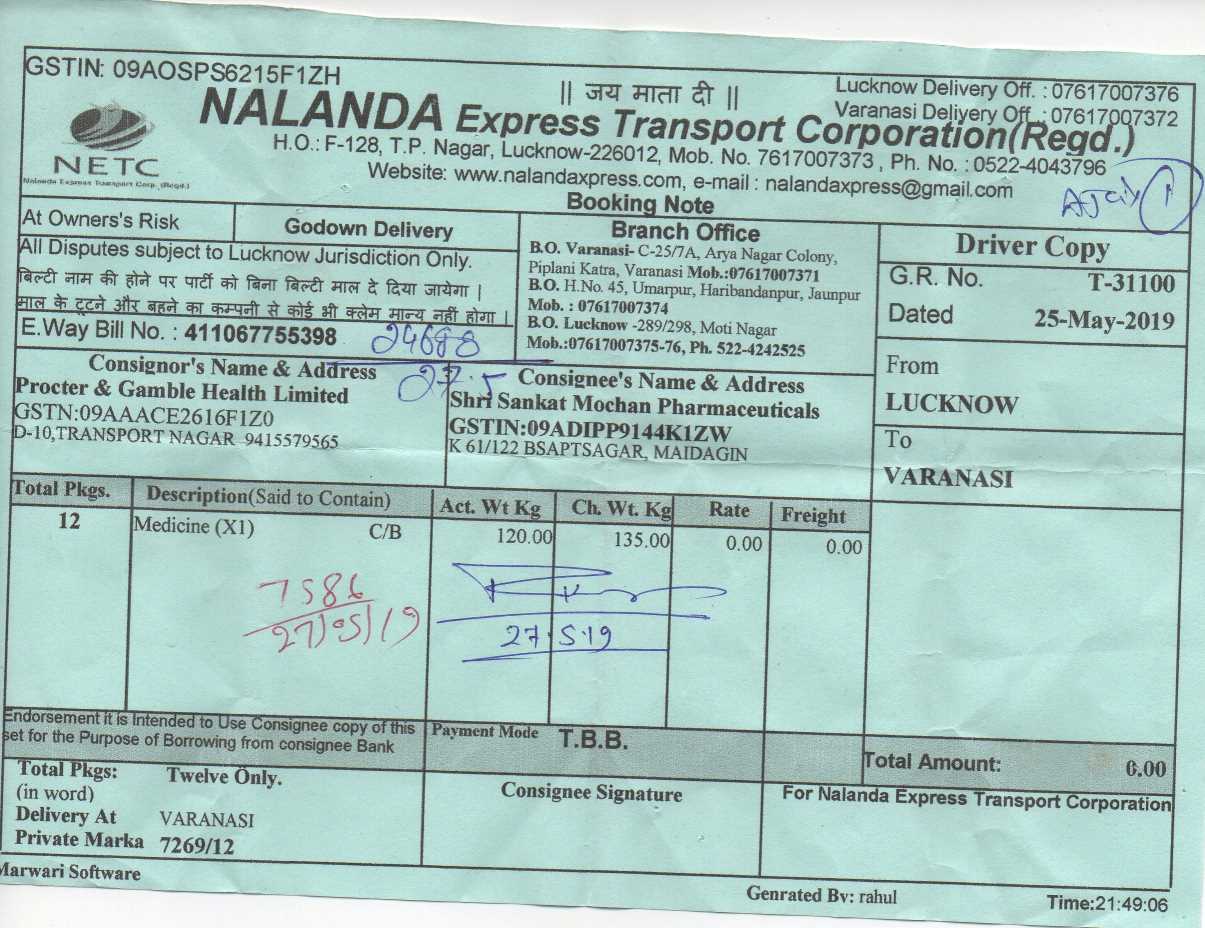 GSTIN: 09AOSPS6215F1ZH
|| जय माता दी ||
Lucknow Delivery Off. : 07617007376
Varanasi Delivery Off. : 07617007372
NALANDA Express Transport Corporation(Regd.)
NETC
Nalanda Express Transport Corp. (Regd.)
H.O.: F-128, T.P. Nagar, Lucknow-226012, Mob. No. 7617007373 , Ph. No. : 0522-4043796
Website: www.nalandaxpress.com, e-mail : nalandaxpress@gmail.com
Booking Note
1
At Owners's Risk
Godown Delivery
All Disputes subject to Lucknow Jurisdiction Only.
बिल्टी नाम की होने पर पार्टी को बिना बिल्टी माल दे दिया जायेगा |
माल के टूटने और बहने का कम्पनी से कोई भी क्लेम मान्य नहीं होगा |
E.Way Bill No. : 411067755398
24688
27.5
Branch Office
B.O. Varanasi- C-25/7A, Arya Nagar Colony,
Piplani Katra, Varanasi Mob.:07617007371
B.O. H.No. 45, Umarpur, Haribandanpur, Jaunpur
Mob. : 07617007374
B.O. Lucknow -289/298, Moti Nagar
Mob.:07617007375-76, Ph. 522-4242525
Driver Copy
G.R. No. T-31100
Dated 25-May-2019
From
LUCKNOW
To
VARANASI
Consignor's Name & Address
Procter & Gamble Health Limited
GSTN:09AAACE2616F1Z0
D-10,TRANSPORT NAGAR 9415579565
Consignee's Name & Address
Shri Sankat Mochan Pharmaceuticals
GSTIN:09ADIPP9144K1ZW
K 61/122 BSAPTSAGAR, MAIDAGIN
Total Pkgs. Description(Said to Contain) Act. Wt Kg Ch. Wt. Kg Rate Freight
12 Medicine (X1) C/B 120.00 135.00 0.00 0.00
7586
27/05/19
27.5.19
Endorsement it is Intended to Use Consignee copy of this
set for the Purpose of Borrowing from consignee Bank
Payment Mode T.B.B.
Total Amount: 0.00
Total Pkgs: Twelve Only.
(in word)
Delivery At VARANASI
Private Marka 7269/12
Consignee Signature
For Nalanda Express Transport Corporation
Marwari Software
Genrated By: rahul
Time:21:49:06